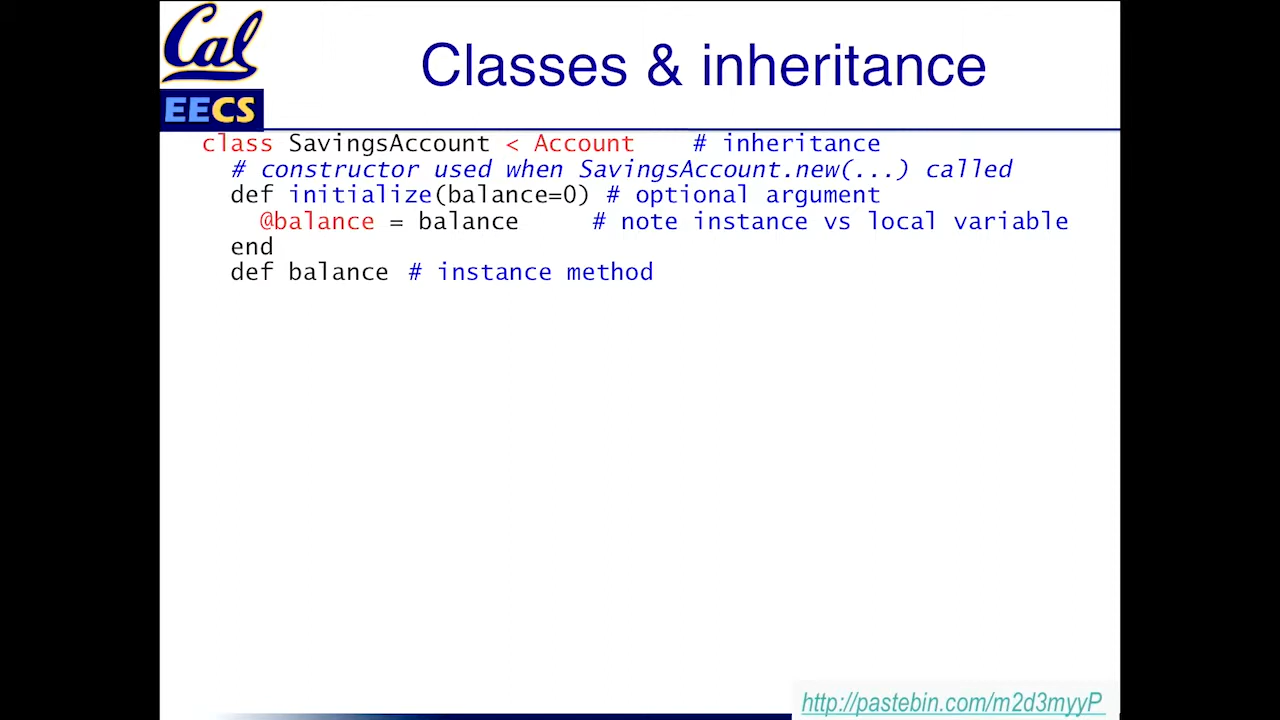 Cal
EECS
Classes & inheritance
class SavingsAccount < Account    # inheritance
  # constructor used when SavingsAccount.new(...) called
  def initialize(balance=0) # optional argument
    @balance = balance     # note instance vs local variable
  end
  def balance # instance method
http://pastebin.com/m2d3myyP